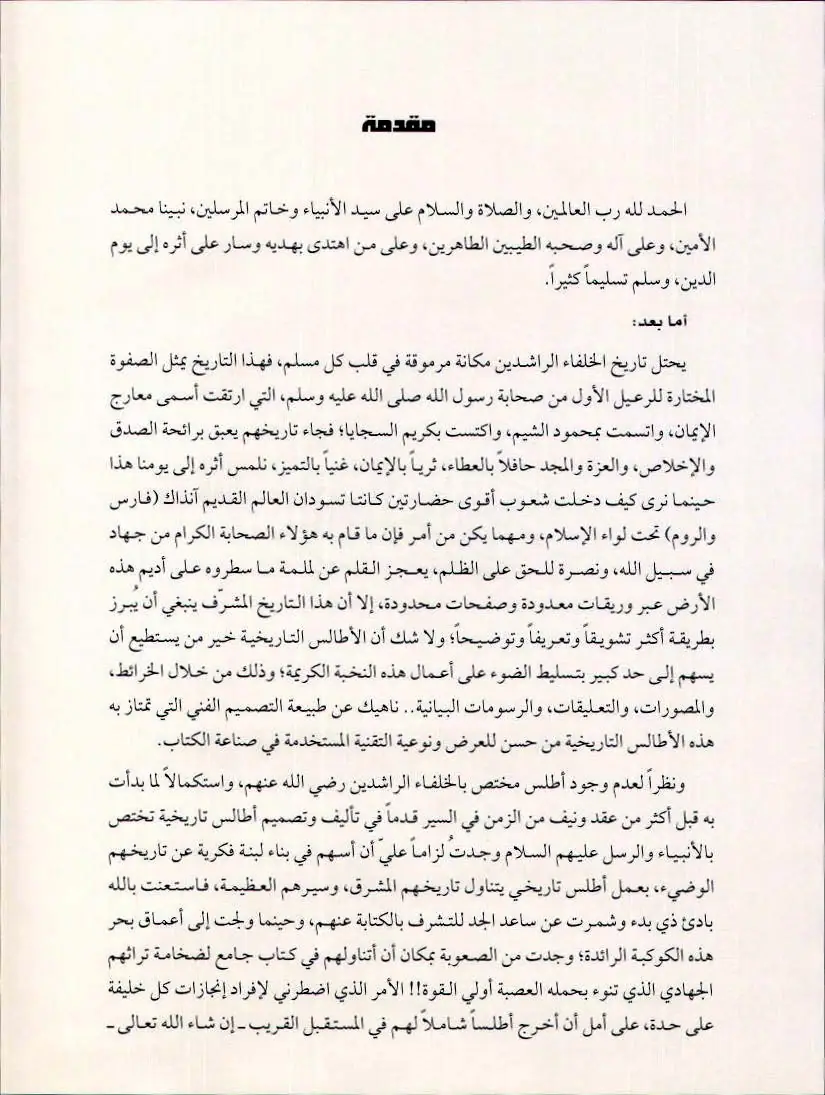 مقدمة
الحمد لله رب العالمين، والصلاة والسلام على سيد الأنبياء وخاتم المرسلين، نبينا محمد
الأمين، وعلى آله وصحبه الطيبين الطاهرين، وعلى من اهتدى بهديه وسار على أثره إلى يوم
الدين، وسلم تسليماً كثيراً.
أما بعد:
يحتل تاريخ الخلفاء الراشدين مكانة مرموقة في قلب كل مسلم، فهذا التاريخ يمثل الصفوة
المختارة للرعيل الأول من صحابة رسول الله صلى الله عليه وسلم، التي ارتقت أسمى معارج
الإيمان، واتسمت بمحمود الشيم، واكتست بكريم السجايا؛ فجاء تاريخهم يعبق برائحة الصدق
والإخلاص، والعزة والمجد حافلاً بالعطاء، ثرياً بالإيمان، غنياً بالتميز، نلمس أثره إلى يومنا هذا
حينما نرى كيف دخلت شعوب أقوى حضارتين كانتا تسودان العالم القديم آنذاك (فارس
والروم) تحت لواء الإسلام، ومهما يكن من أمر فإن ما قام به هؤلاء الصحابة الكرام من جهاد
في سبيل الله، ونصرة للحق على الظلم، يعجز القلم عن لملمة ما سطروه على أديم هذه
الأرض عبر وريقات معدودة وصفحات محدودة، إلا أن هذا التاريخ المشرّف ينبغي أن يُبرز
بطريقة أكثر تشويقاً وتعريفاً وتوضيحاً؛ ولا شك أن الأطالس التاريخية خير من يستطيع أن
يسهم إلى حد كبير بتسليط الضوء على أعمال هذه النخبة الكريمة؛ وذلك من خلال الخرائط،
والمصورات، والتعليقات، والرسومات البيانية.. ناهيك عن طبيعة التصميم الفني التي تمتاز به
هذه الأطالس التاريخية من حسن للعرض ونوعية التقنية المستخدمة في صناعة الكتاب.
ونظراً لعدم وجود أطلس مختص بالخلفاء الراشدين رضي الله عنهم، واستكمالاً لما بدأت
به قبل أكثر من عقد ونيف من الزمن في السير قدماً في تأليف وتصميم أطالس تاريخية تختص
بالأنبياء والرسل عليهم السلام وجدتُ لزاماً عليّ أن أسهم في بناء لبنة فكرية عن تاريخهم
الوضيء، بعمل أطلس تاريخي يتناول تاريخهم المشرق، وسيرهم العظيمة، فاستعنت بالله
بادئ ذي بدء وشمرت عن ساعد الجد للتشرف بالكتابة عنهم، وحينما ولجت إلى أعماق بحر
هذه الكوكبة الرائدة؛ وجدت من الصعوبة بمكان أن أتناولهم في كتاب جامع لضخامة تراثهم
الجهادي الذي تنوء بحمله العصبة أولي القوة!! الأمر الذي اضطرني لإفراد إنجازات كل خليفة
على حدة، على أمل أن أخرج أطلساً شاملاً لهم في المستقبل القريب ـ إن شاء الله تعالى ـ